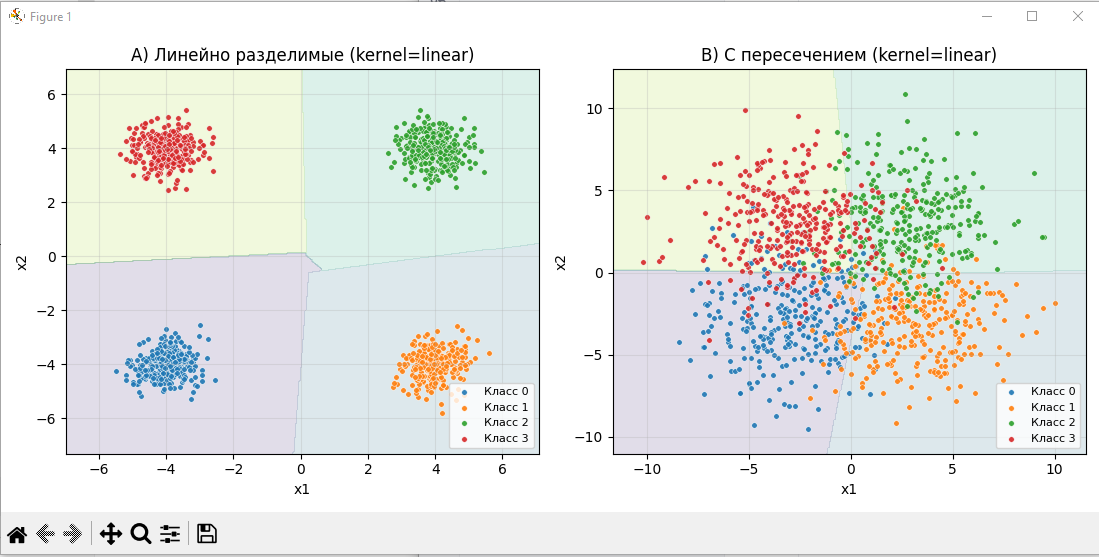 Figure 1
A) Линейно разделимые (kernel=linear)
x2
6
4
2
0
−2
−4
−6
−6
−4
−2
0
2
4
6
x1
Класс 0
Класс 1
Класс 2
Класс 3
B) С пересечением (kernel=linear)
x2
10
5
0
−5
−10
−10
−5
0
5
10
x1
Класс 0
Класс 1
Класс 2
Класс 3